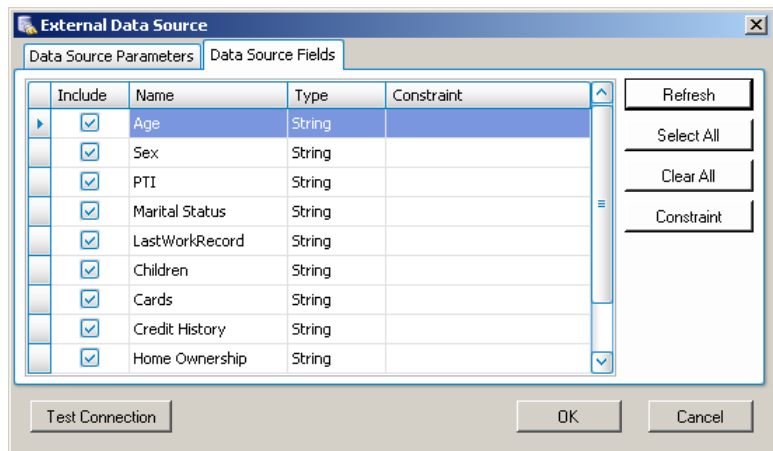 External Data Source
Data Source Parameters Data Source Fields
Include Name Type Constraint
Age String
Sex String
PTI String
Marital Status String
LastWorkRecord String
Children String
Cards String
Credit History String
Home Ownership String
Refresh
Select All
Clear All
Constraint
Test Connection OK Cancel